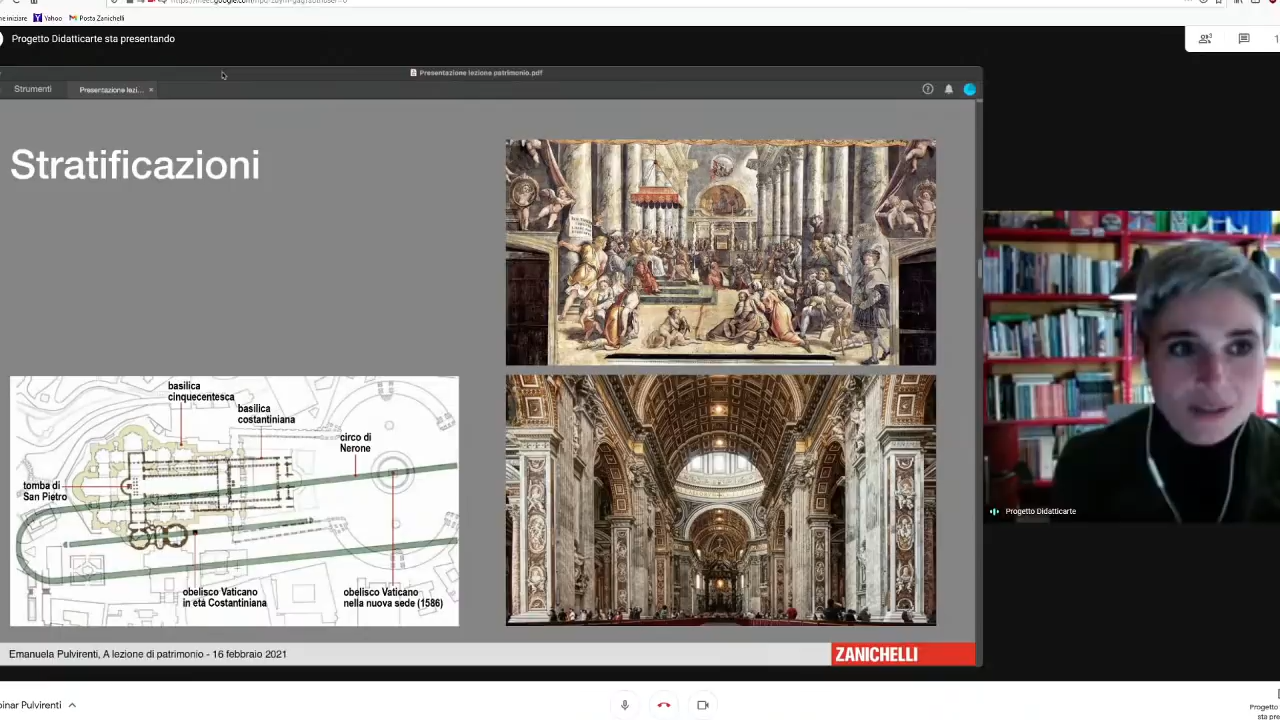 Yahoo
Posta Zanichelli
Progetto Didatticarte sta presentando
Presentazione lezione patrimonio.pdf
Strumenti
Presentazione lezi...
Stratificazioni
basilica
cinquecentesca
basilica
costantiniana
circo di
Nerone
tomba di
San Pietro
obelisco Vaticano
in età Costantiniana
obelisco Vaticano
nella nuova sede (1586)
Progetto Didatticarte
Emanuela Pulvirenti, A lezione di patrimonio - 16 febbraio 2021
ZANICHELLI
Pulvirenti
Progetto